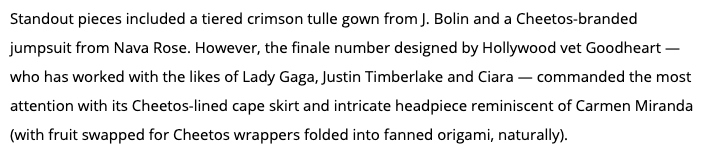 Standout pieces included a tiered crimson tulle gown from J. Bolin and a Cheetos-branded
jumpsuit from Nava Rose. However, the finale number designed by Hollywood vet Goodheart —
who has worked with the likes of Lady Gaga, Justin Timberlake and Ciara — commanded the most
attention with its Cheetos-lined cape skirt and intricate headpiece reminiscent of Carmen Miranda
(with fruit swapped for Cheetos wrappers folded into fanned origami, naturally).